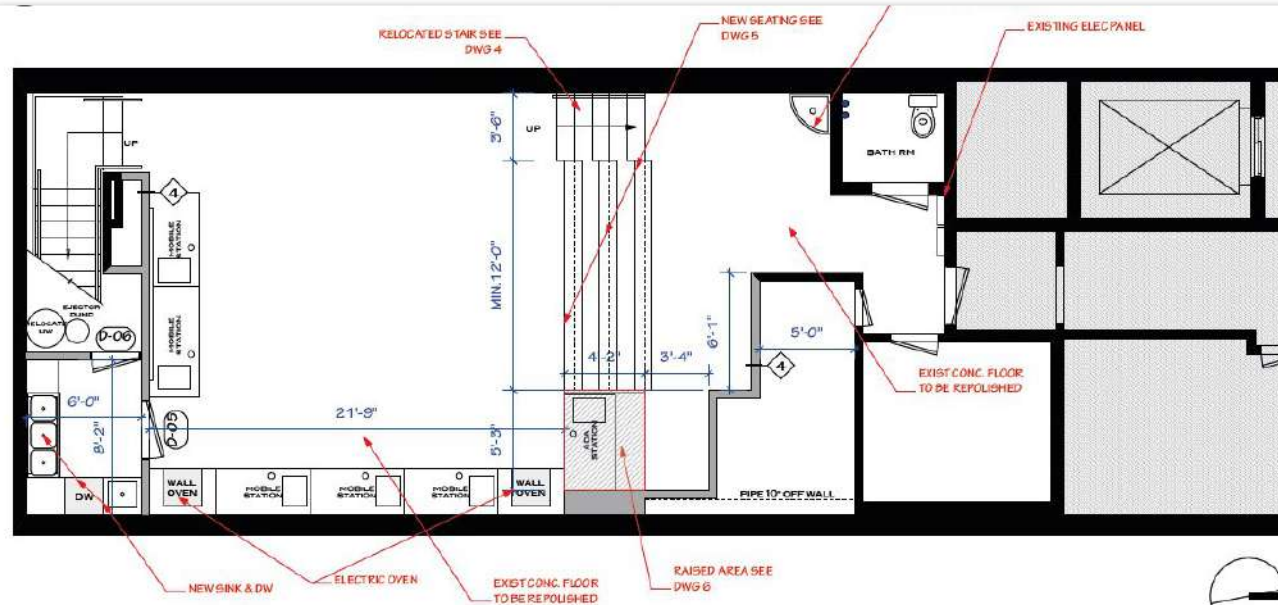 RELOCATED STAIR SEE
DWG 4
NEW SEATING SEE
DWG 5
EXISTING ELEC PANEL
3'-6"
UP
UP
BATH RM
4
MOBILE
STATION
MIN. 12'-0"
EJECTOR
RELOCATE
D-06
MOBILE
STATION
6'-1"
5'-0"
4'-2"
3'-4"
4
EXIST CONC. FLOOR
TO BE REPOLISHED
6'-0"
8'-2"
D-05
21'-9"
5'-3"
ADA
STATION
WALL
OVEN
MOBILE
STATION
MOBILE
STATION
MOBILE
STATION
WALL
OVEN
DW
PIPE 10" OFF WALL
NEW SINK & DW
ELECTRIC OVEN
EXIST CONC. FLOOR
TO BE REPOLISHED
RAISED AREA SEE
DWG 6